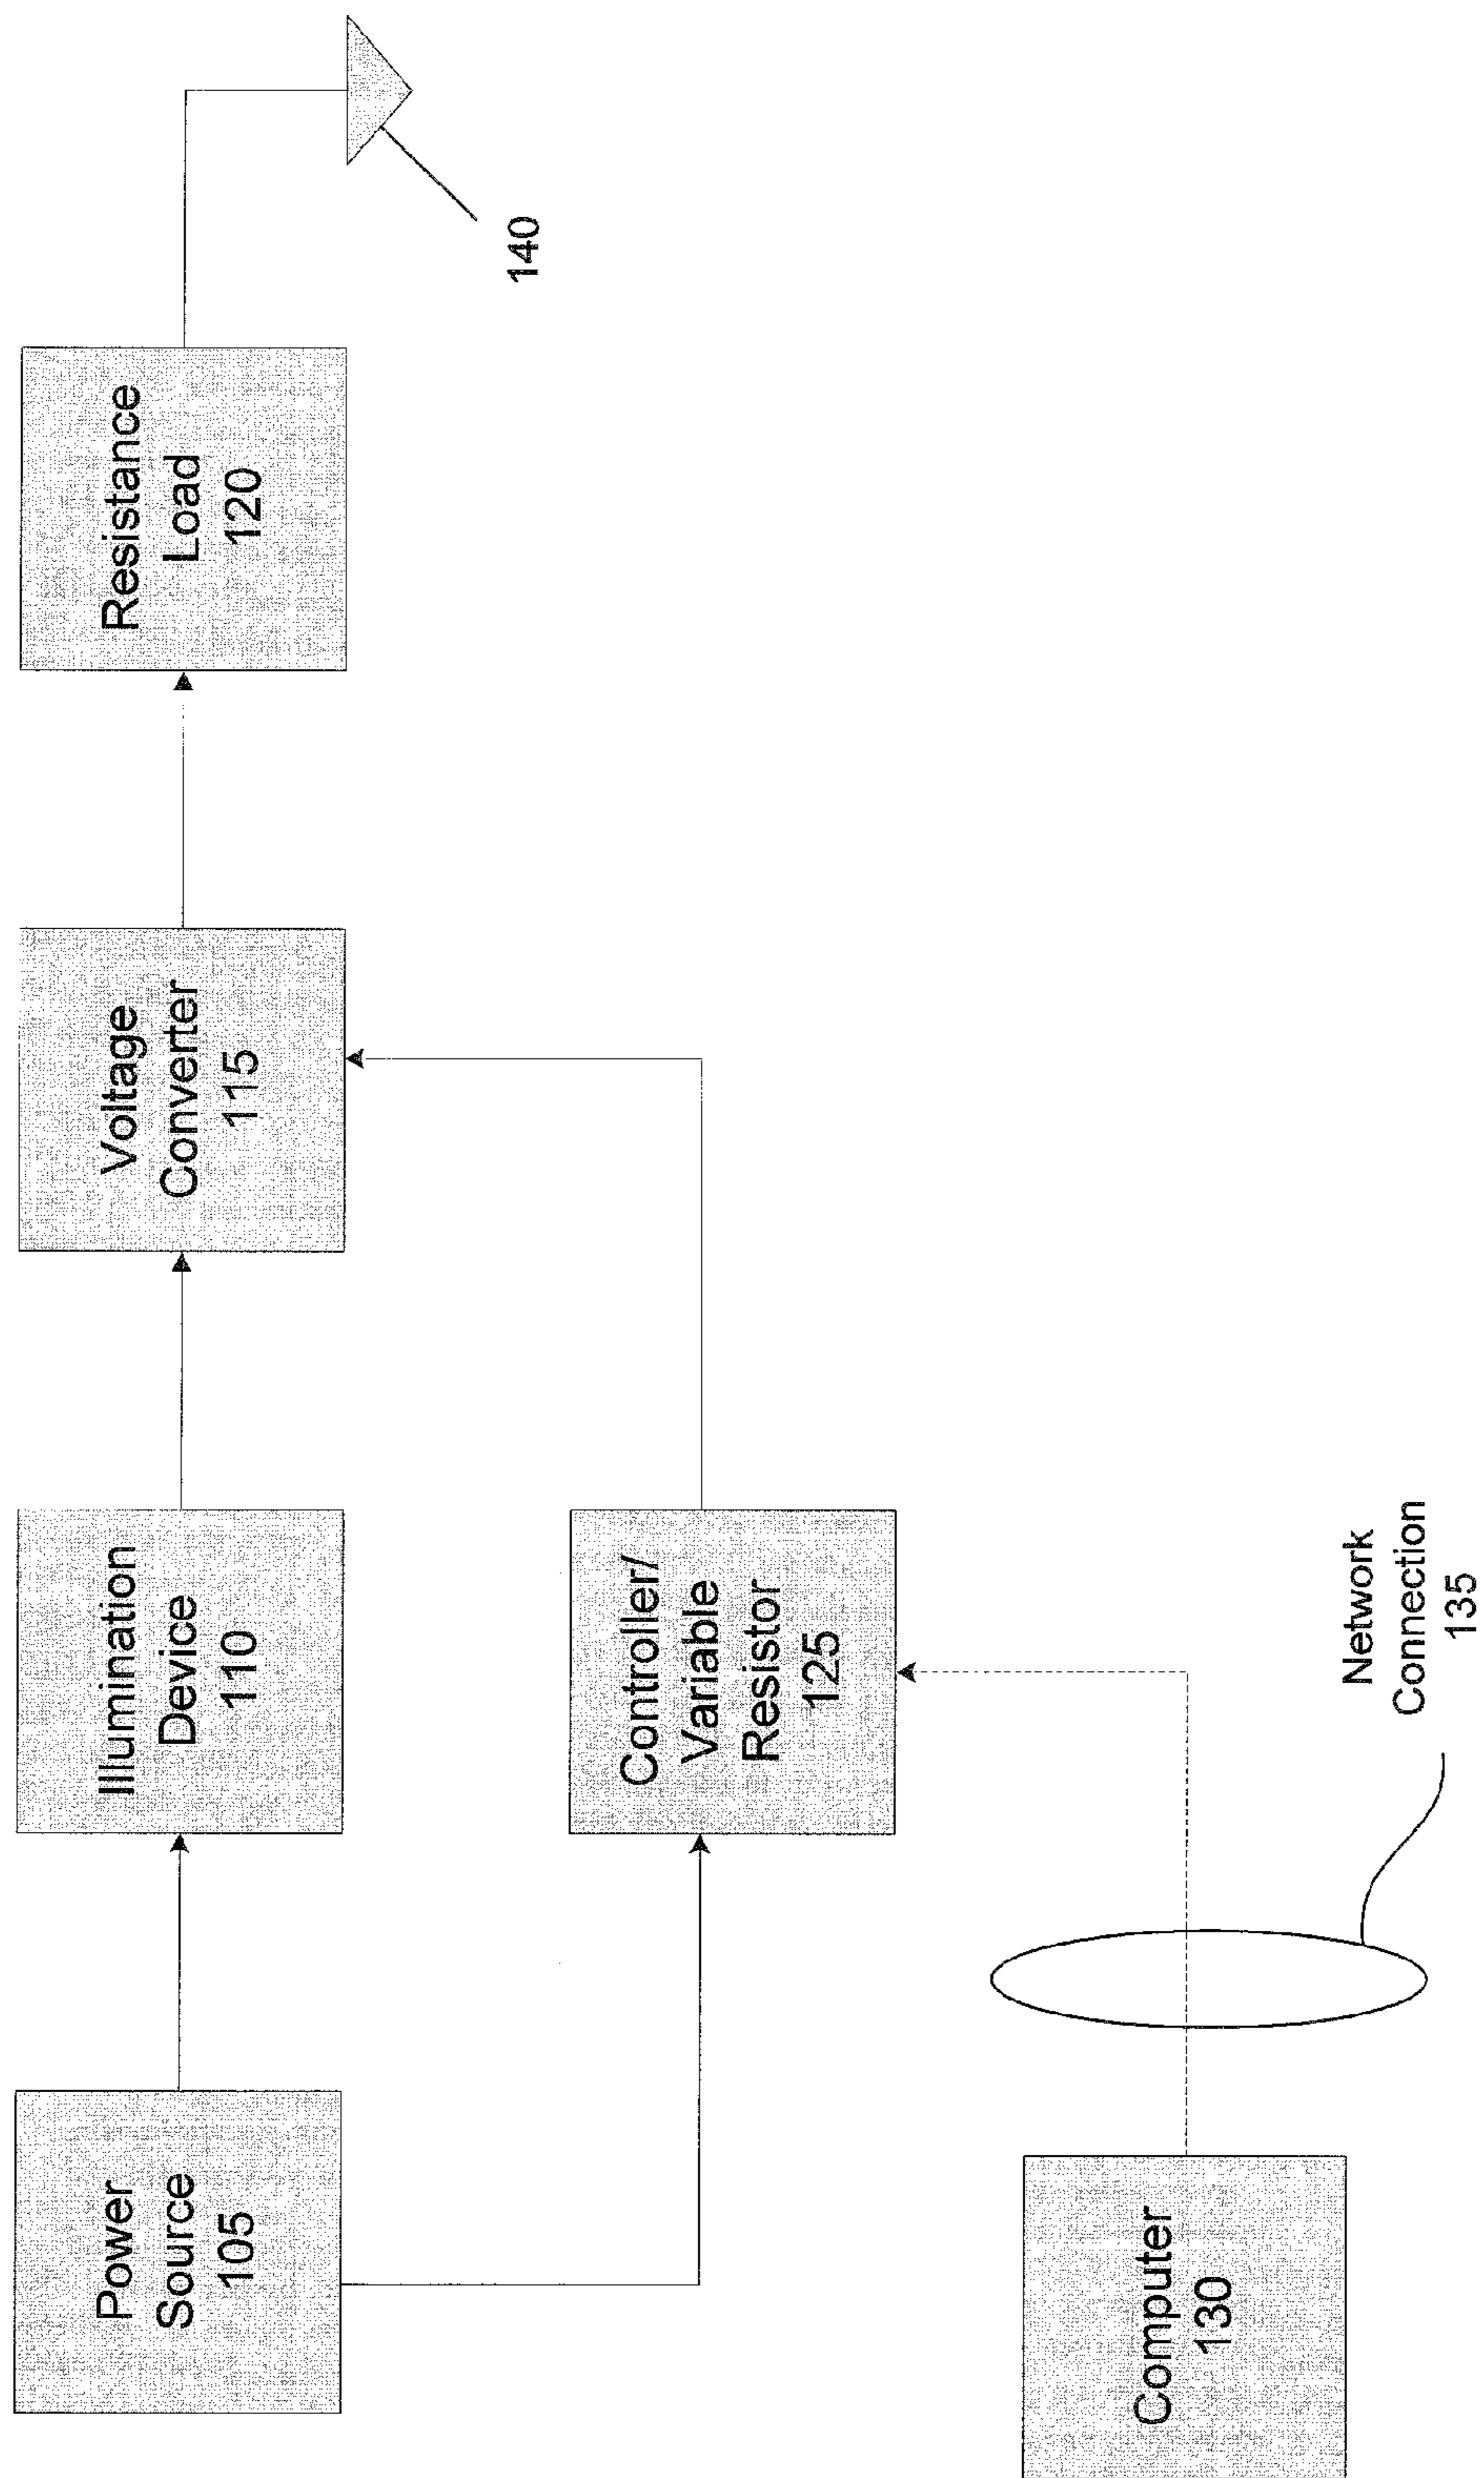 Power
Source
105
Illumination
Device
110
Voltage
Converter
115
Resistance
Load
120
140
Controller/
Variable
Resistor
125
Computer
130
Network
Connection
135